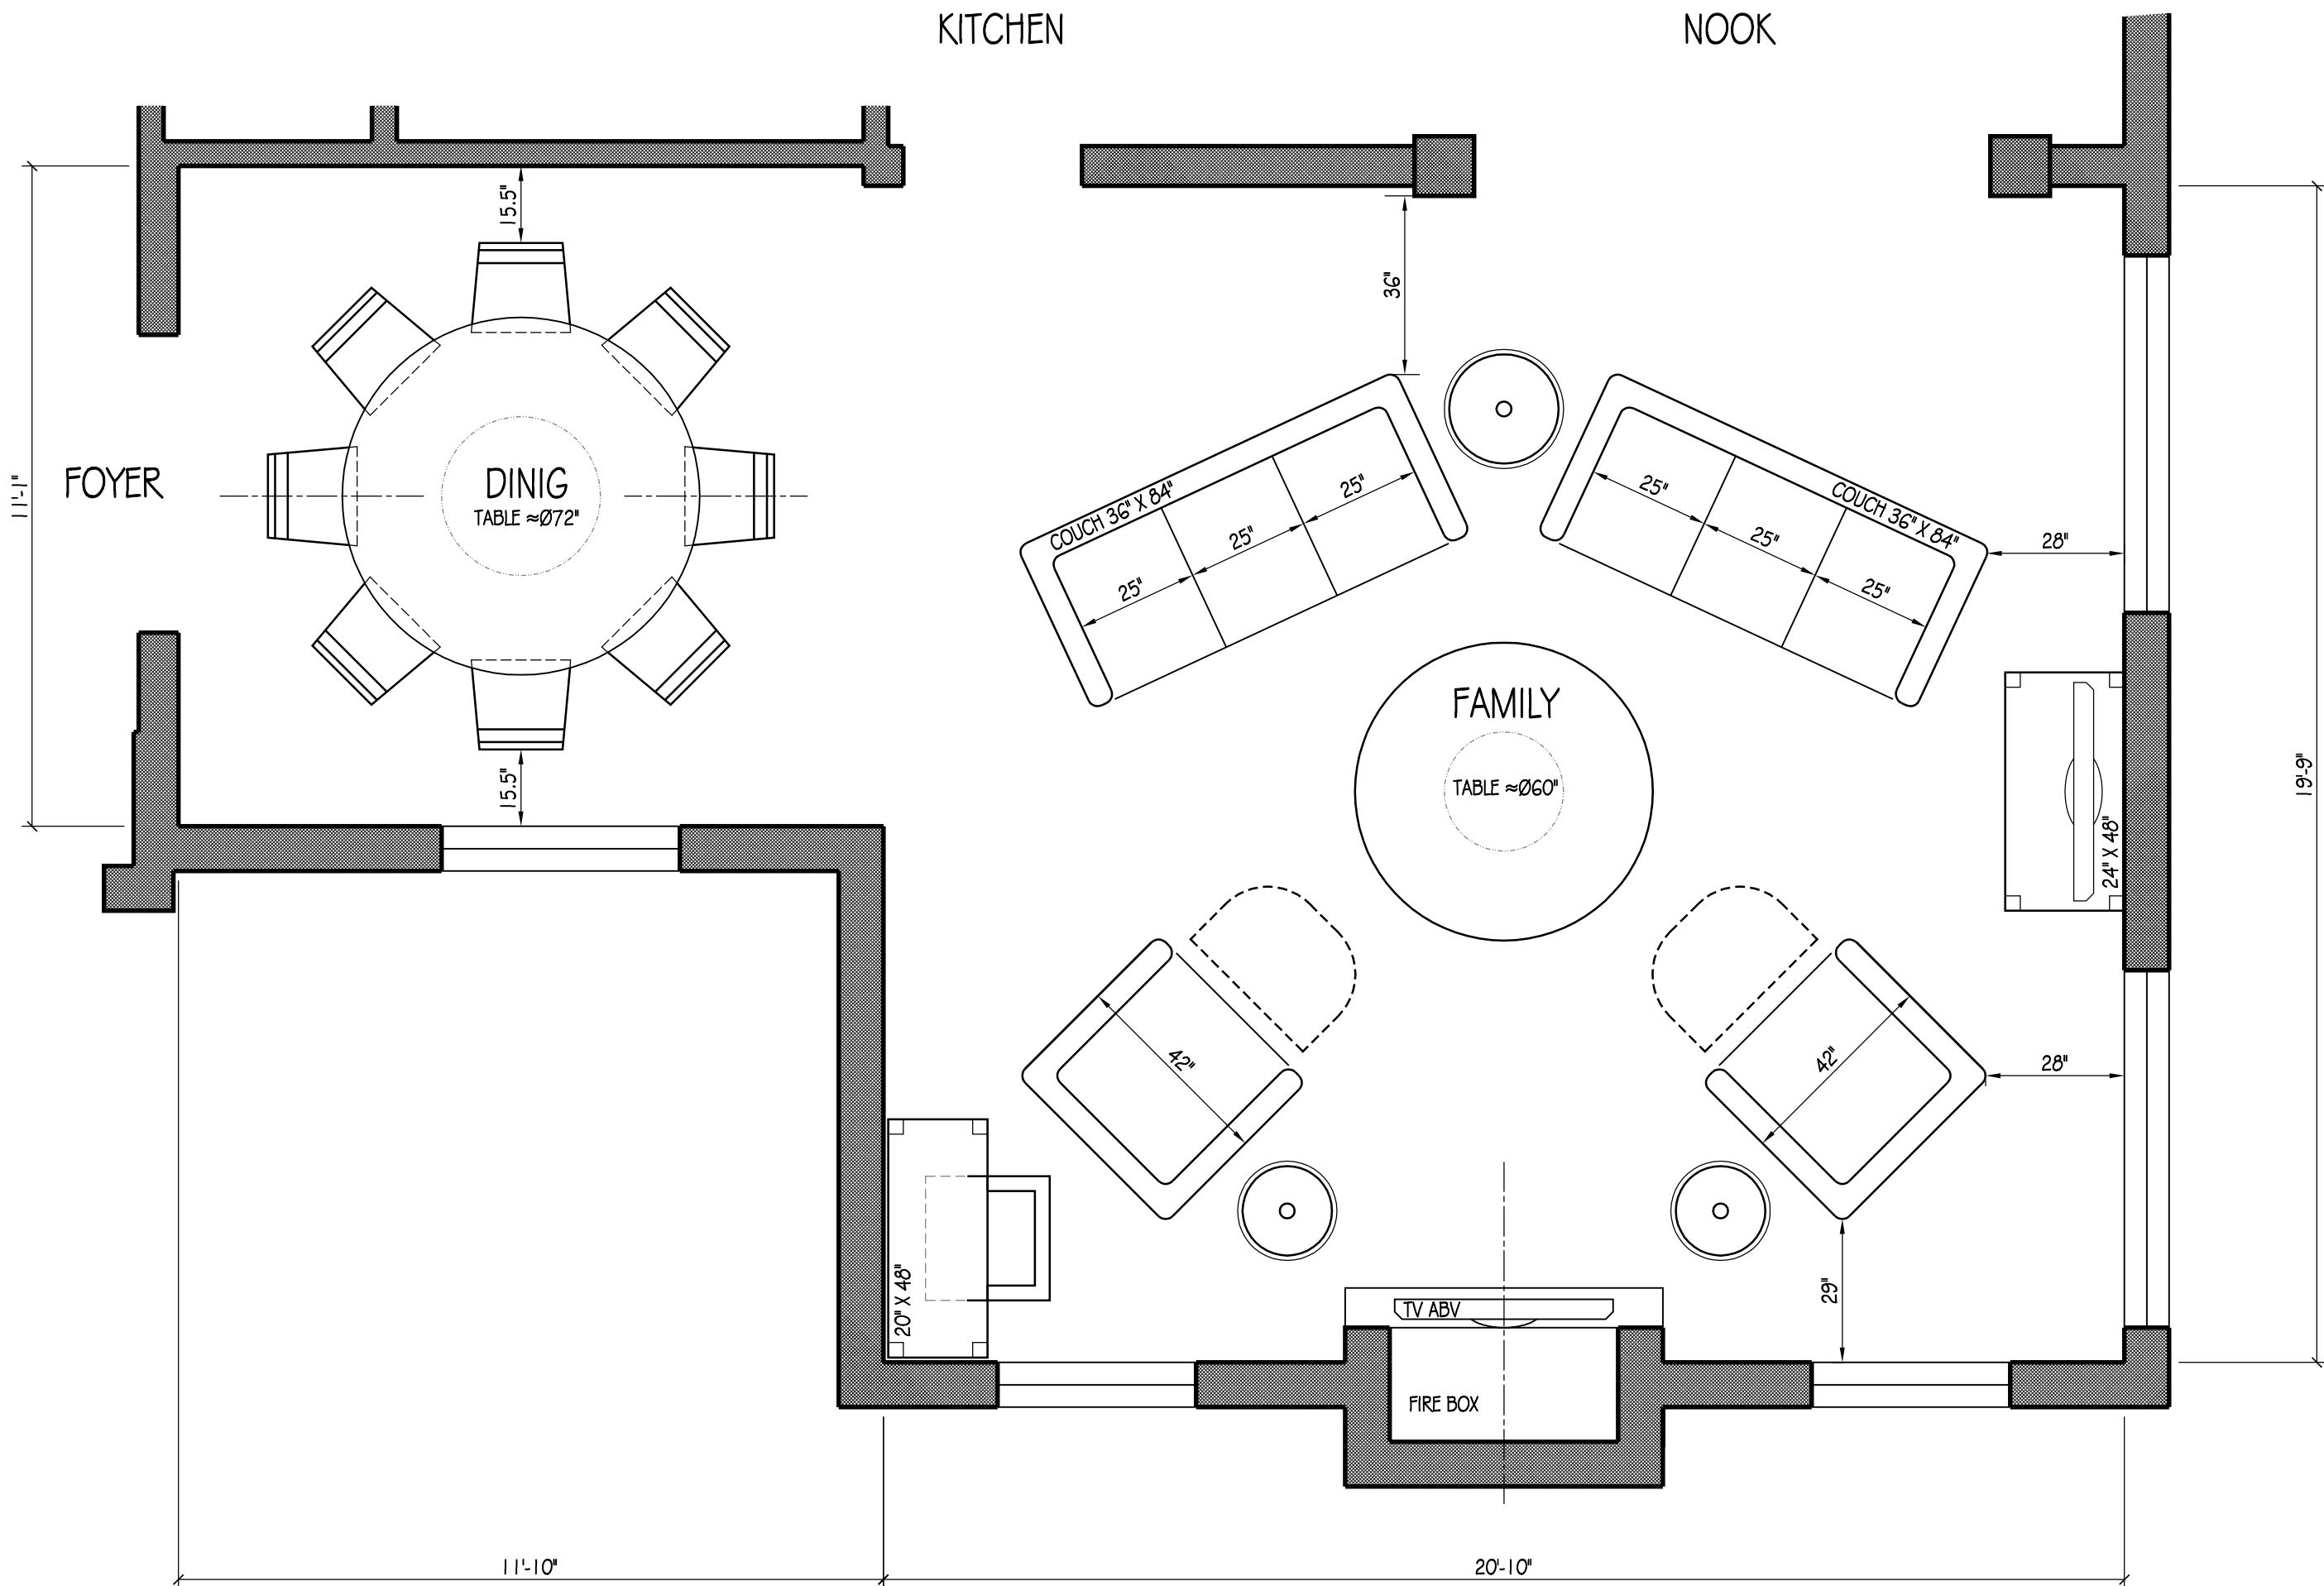 KITCHEN
NOOK
15.5"
36"
FOYER
DINIG
TABLE ≈Ø72"
11'-1"
COUCH 36" X 84"
25"
25"
25"
25"
25"
25"
COUCH 36" X 84"
28"
FAMILY
TABLE ≈Ø60"
15.5"
24" X 48"
19'-9"
42"
42"
28"
20" X 48"
29"
TV ABV
FIRE BOX
11'-10"
20'-10"